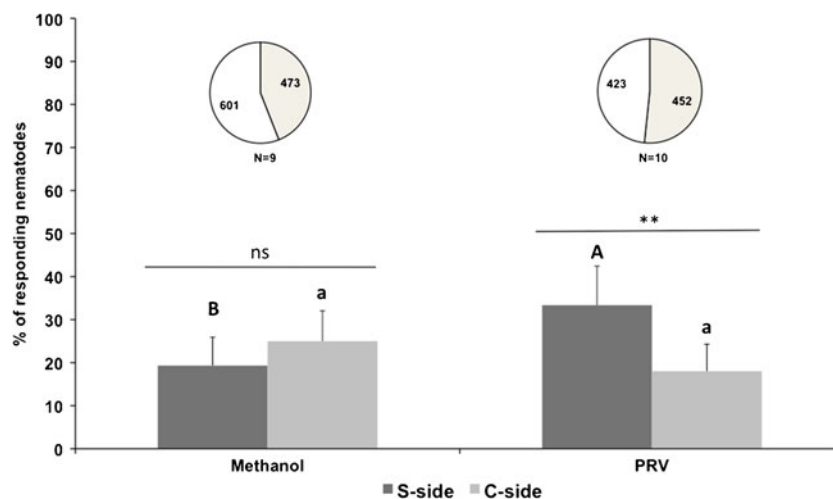 % of responding nematodes
100
90
80
70
60
50
40
30
20
10
0
601
473
N=9
423
452
N=10
ns
**
B
a
A
a
Methanol
PRV
S-side
C-side